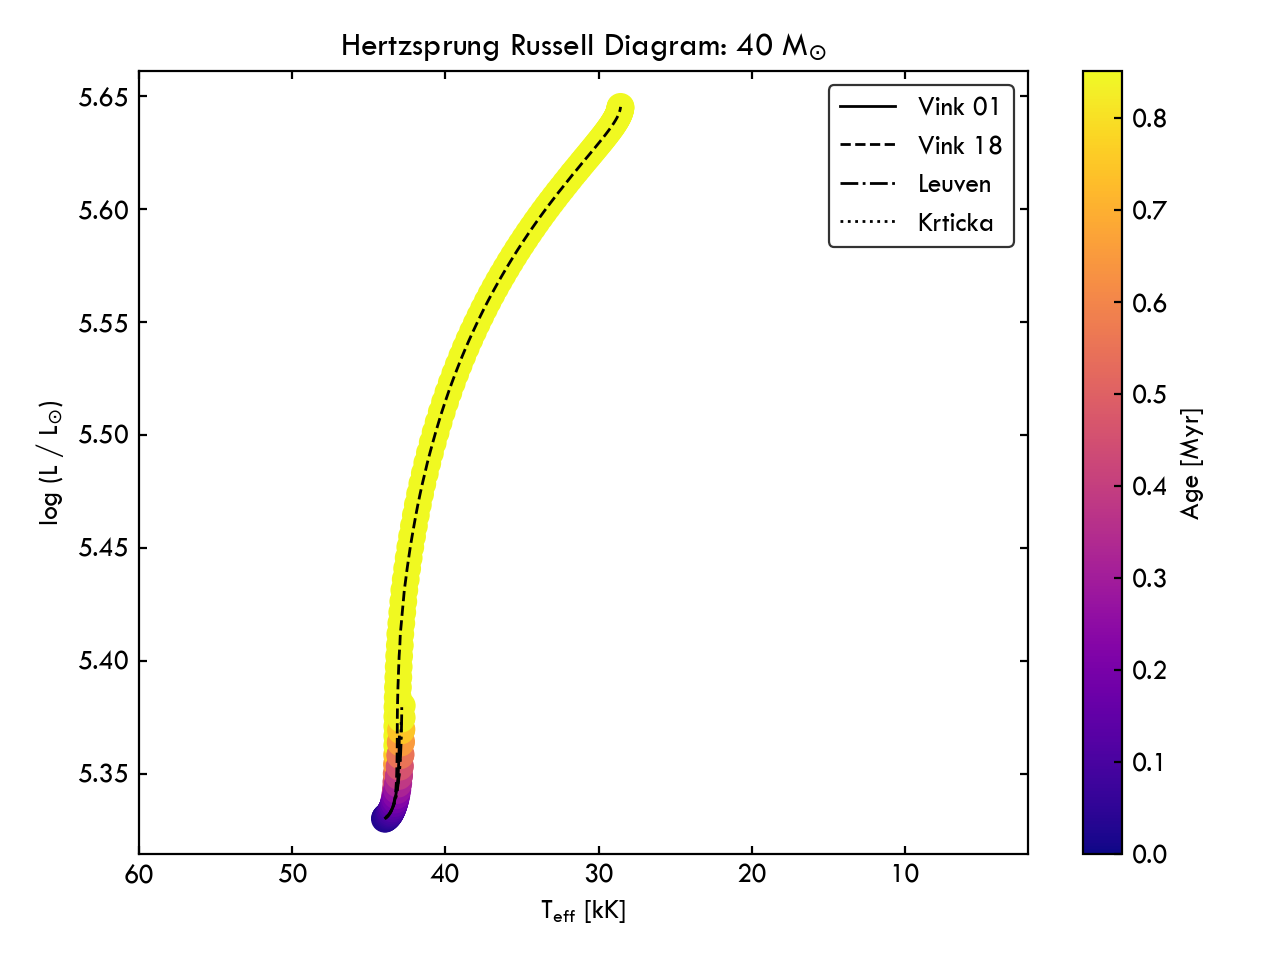 Hertzsprung Russell Diagram: 40 M⊙
5.65
5.60
5.55
5.50
5.45
5.40
5.35
log (L / L⊙)
60
50
40
30
20
10
T_eff [kK]
Vink 01
Vink 18
Leuven
Krticka
0.8
0.7
0.6
0.5
0.4
0.3
0.2
0.1
0.0
Age [Myr]